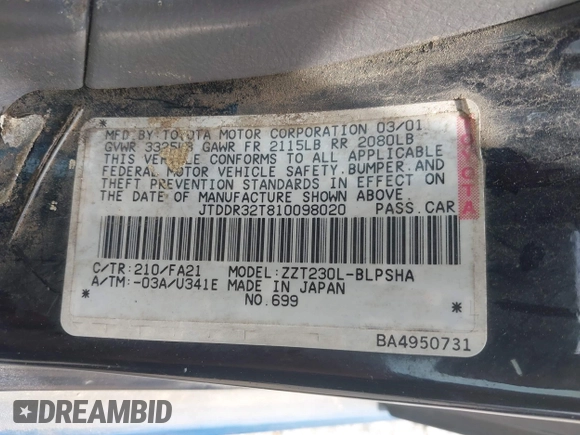 MFD.BY:TOYOTA MOTOR CORPORATION 03/01
GVWR 3325LB GAWR FR 2115LB RR 2080LB
THIS VEHICLE CONFORMS TO ALL APPLICABLE
FEDERAL MOTOR VEHICLE SAFETY,BUMPER,AND
THEFT PREVENTION STANDARDS IN EFFECT ON
THE DATE OF MANUFACTURE SHOWN ABOVE.
JTDDR32T810098020 PASS.CAR
TOYOTA
C/TR:210/FA21 MODEL:ZZT230L-BLPSHA
A/TM:-03A/U341E MADE IN JAPAN
NO.699
BA4950731
DREAMBID